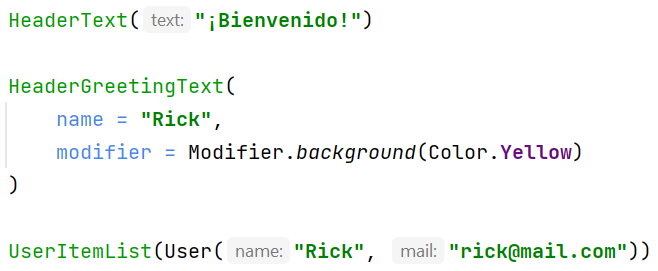 HeaderText( text: "¡Bienvenido!")
HeaderGreetingText(
name = "Rick",
modifier = Modifier.background(Color.Yellow)
)
UserItemList(User( name: "Rick", mail: "rick@mail.com"))